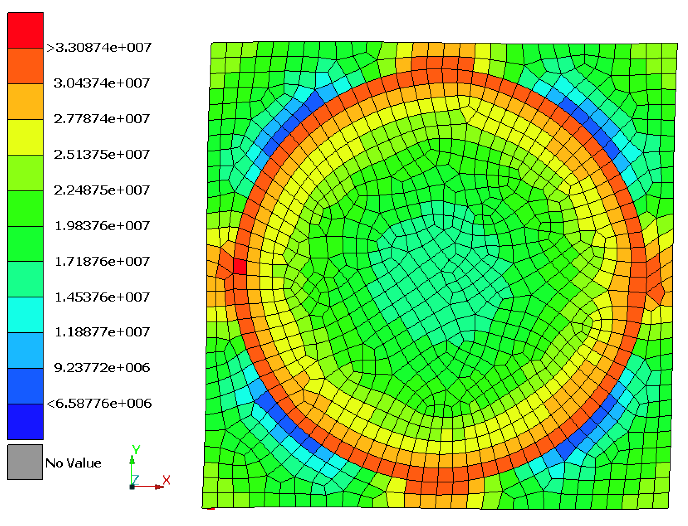 >3.30874e+007
3.04374e+007
2.77874e+007
2.51375e+007
2.24875e+007
1.98376e+007
1.71876e+007
1.45376e+007
1.18877e+007
9.23772e+006
<6.58776e+006
No Value
Y
Z
X